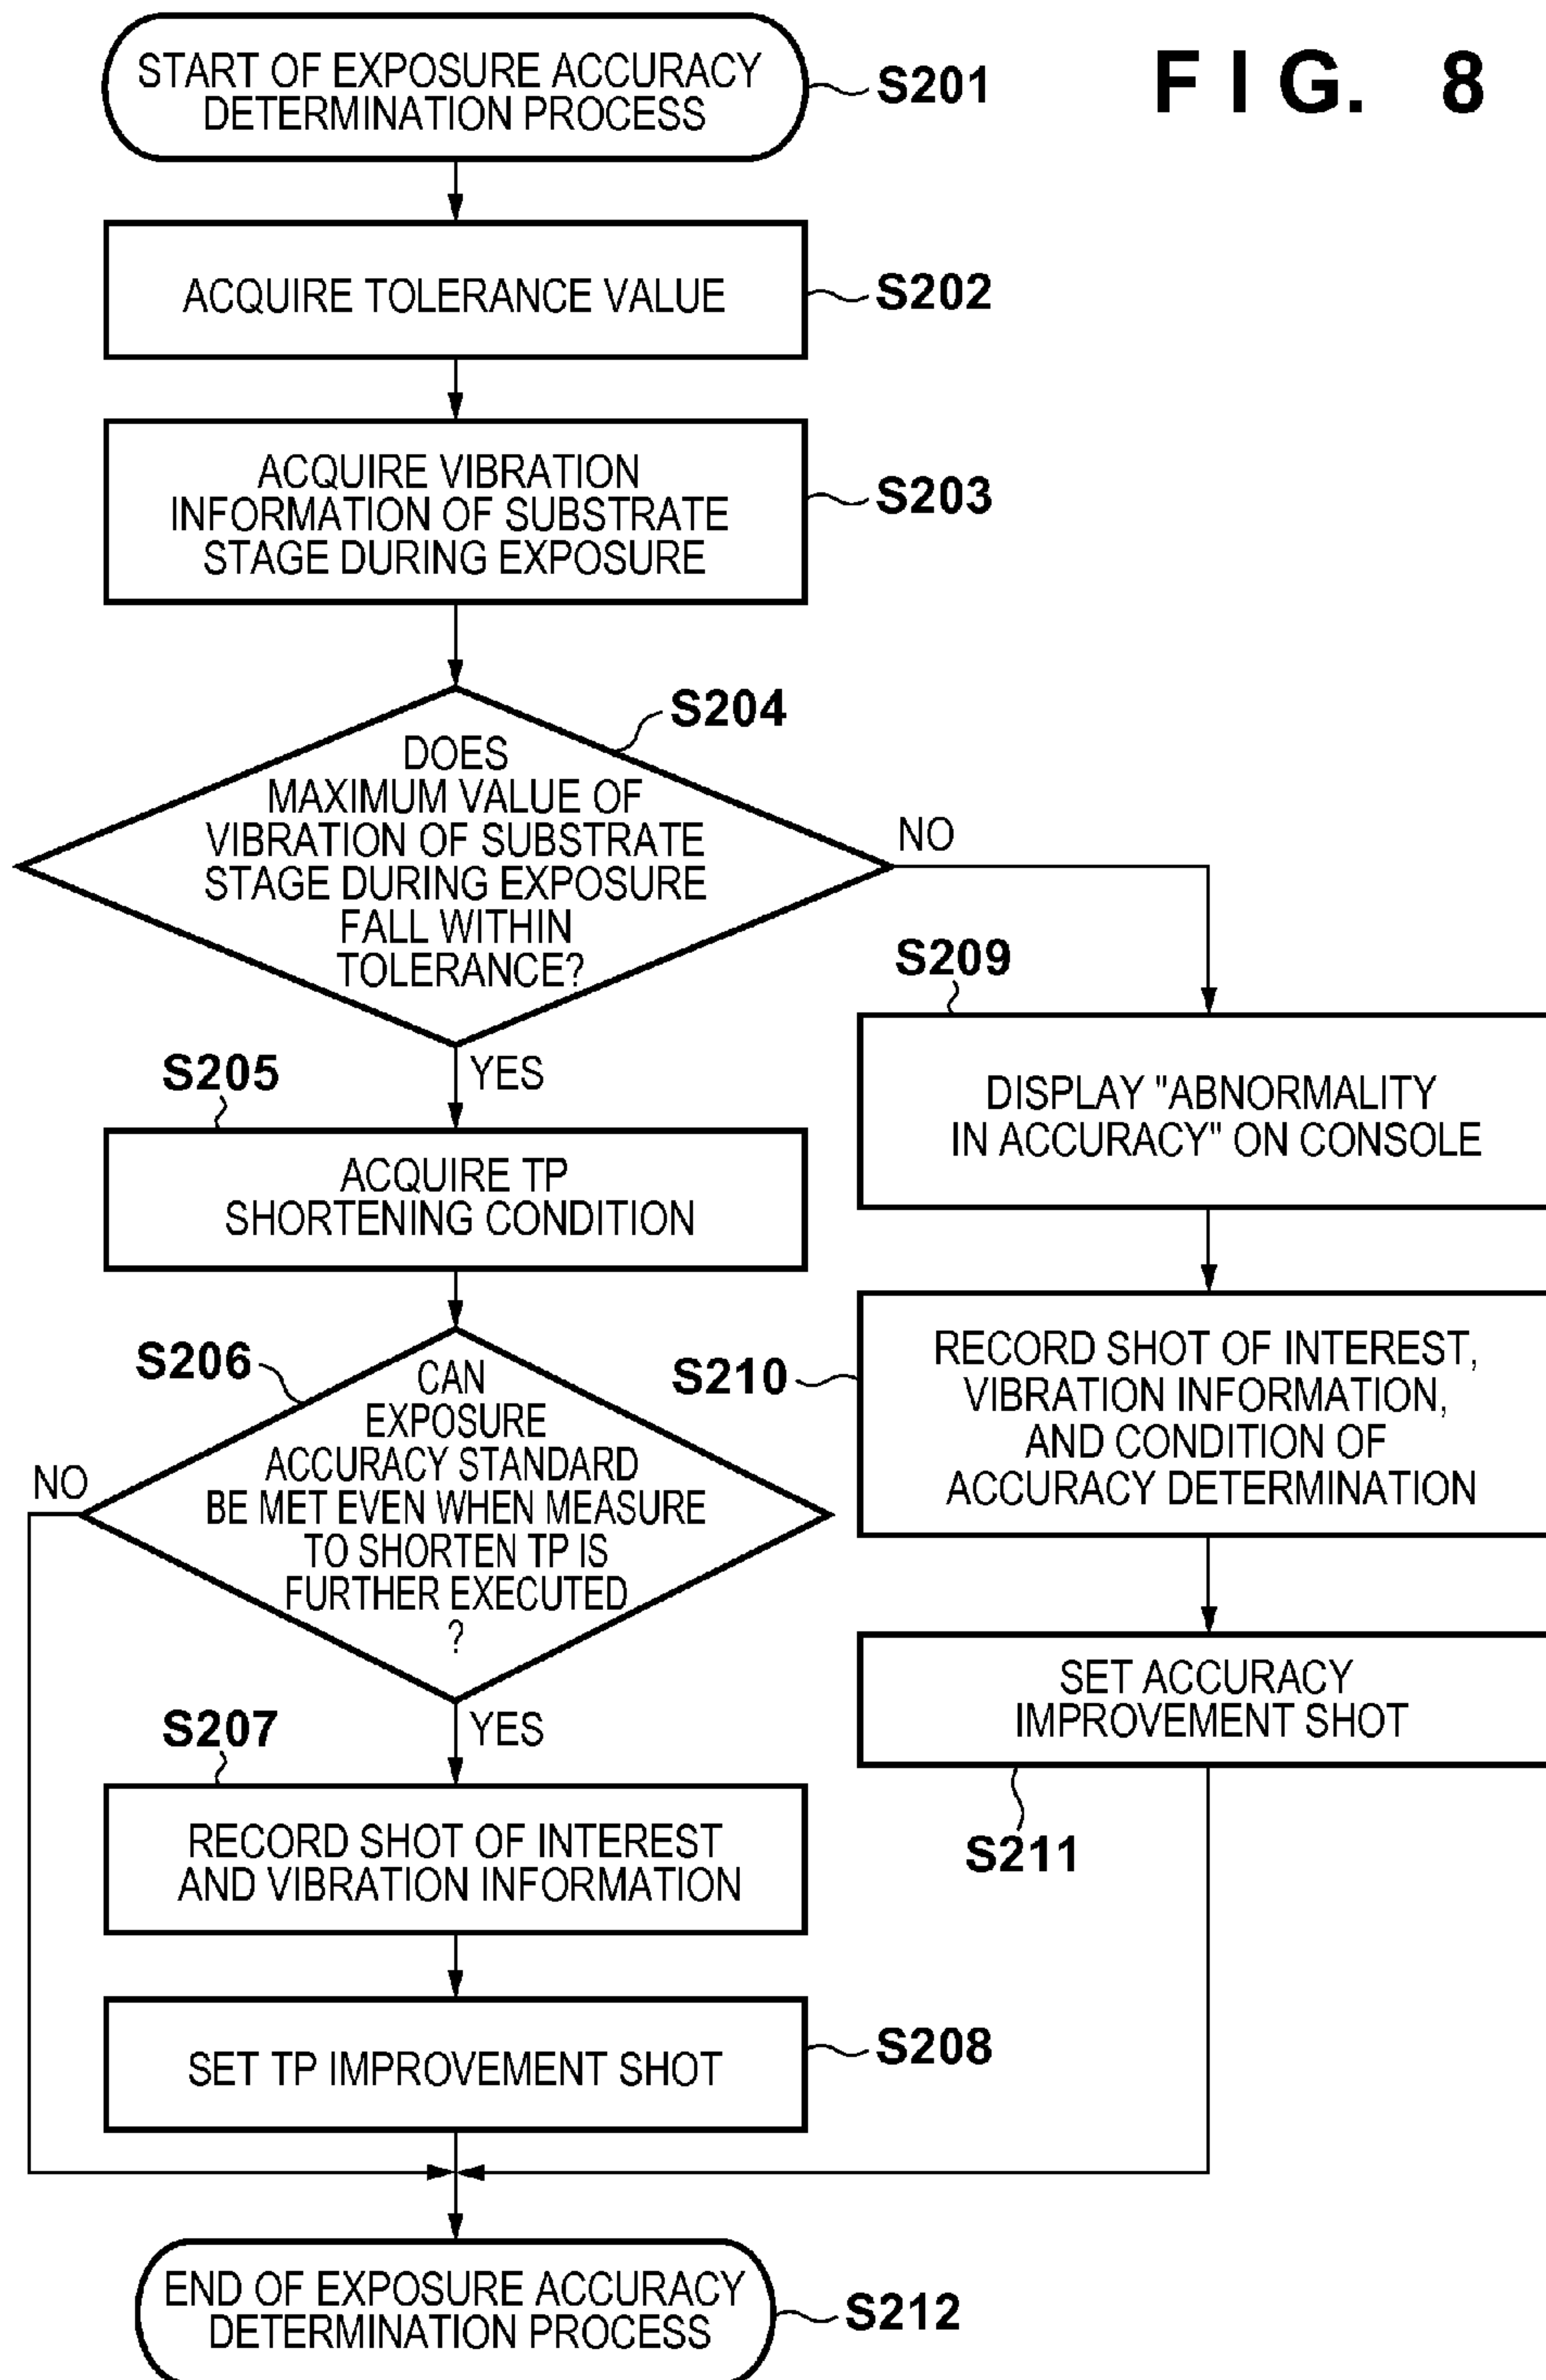 FIG. 8
START OF EXPOSURE ACCURACY
DETERMINATION PROCESS
S201
ACQUIRE TOLERANCE VALUE
S202
ACQUIRE VIBRATION
INFORMATION OF SUBSTRATE
STAGE DURING EXPOSURE
S203
S204
DOES
MAXIMUM VALUE OF
VIBRATION OF SUBSTRATE
STAGE DURING EXPOSURE
FALL WITHIN
TOLERANCE?
NO
YES
S205
ACQUIRE TP
SHORTENING CONDITION
S206
CAN
EXPOSURE
ACCURACY STANDARD
BE MET EVEN WHEN MEASURE
TO SHORTEN TP IS
FURTHER EXECUTED
?
NO
YES
S207
RECORD SHOT OF INTEREST
AND VIBRATION INFORMATION
SET TP IMPROVEMENT SHOT
S208
S209
DISPLAY "ABNORMALITY
IN ACCURACY" ON CONSOLE
S210
RECORD SHOT OF INTEREST,
VIBRATION INFORMATION,
AND CONDITION OF
ACCURACY DETERMINATION
SET ACCURACY
IMPROVEMENT SHOT
S211
END OF EXPOSURE ACCURACY
DETERMINATION PROCESS
S212